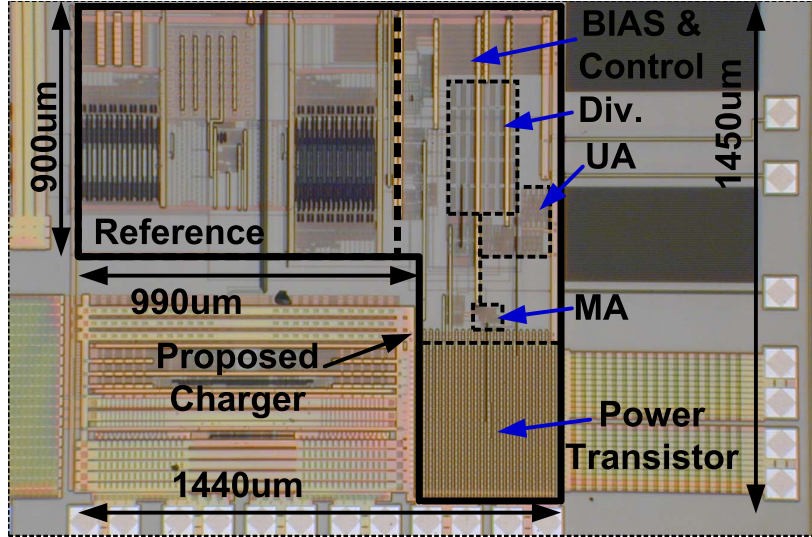 BIAS &
Control
Div.
UA
900um
1450um
Reference
990um
MA
Proposed
Charger
Power
Transistor
1440um